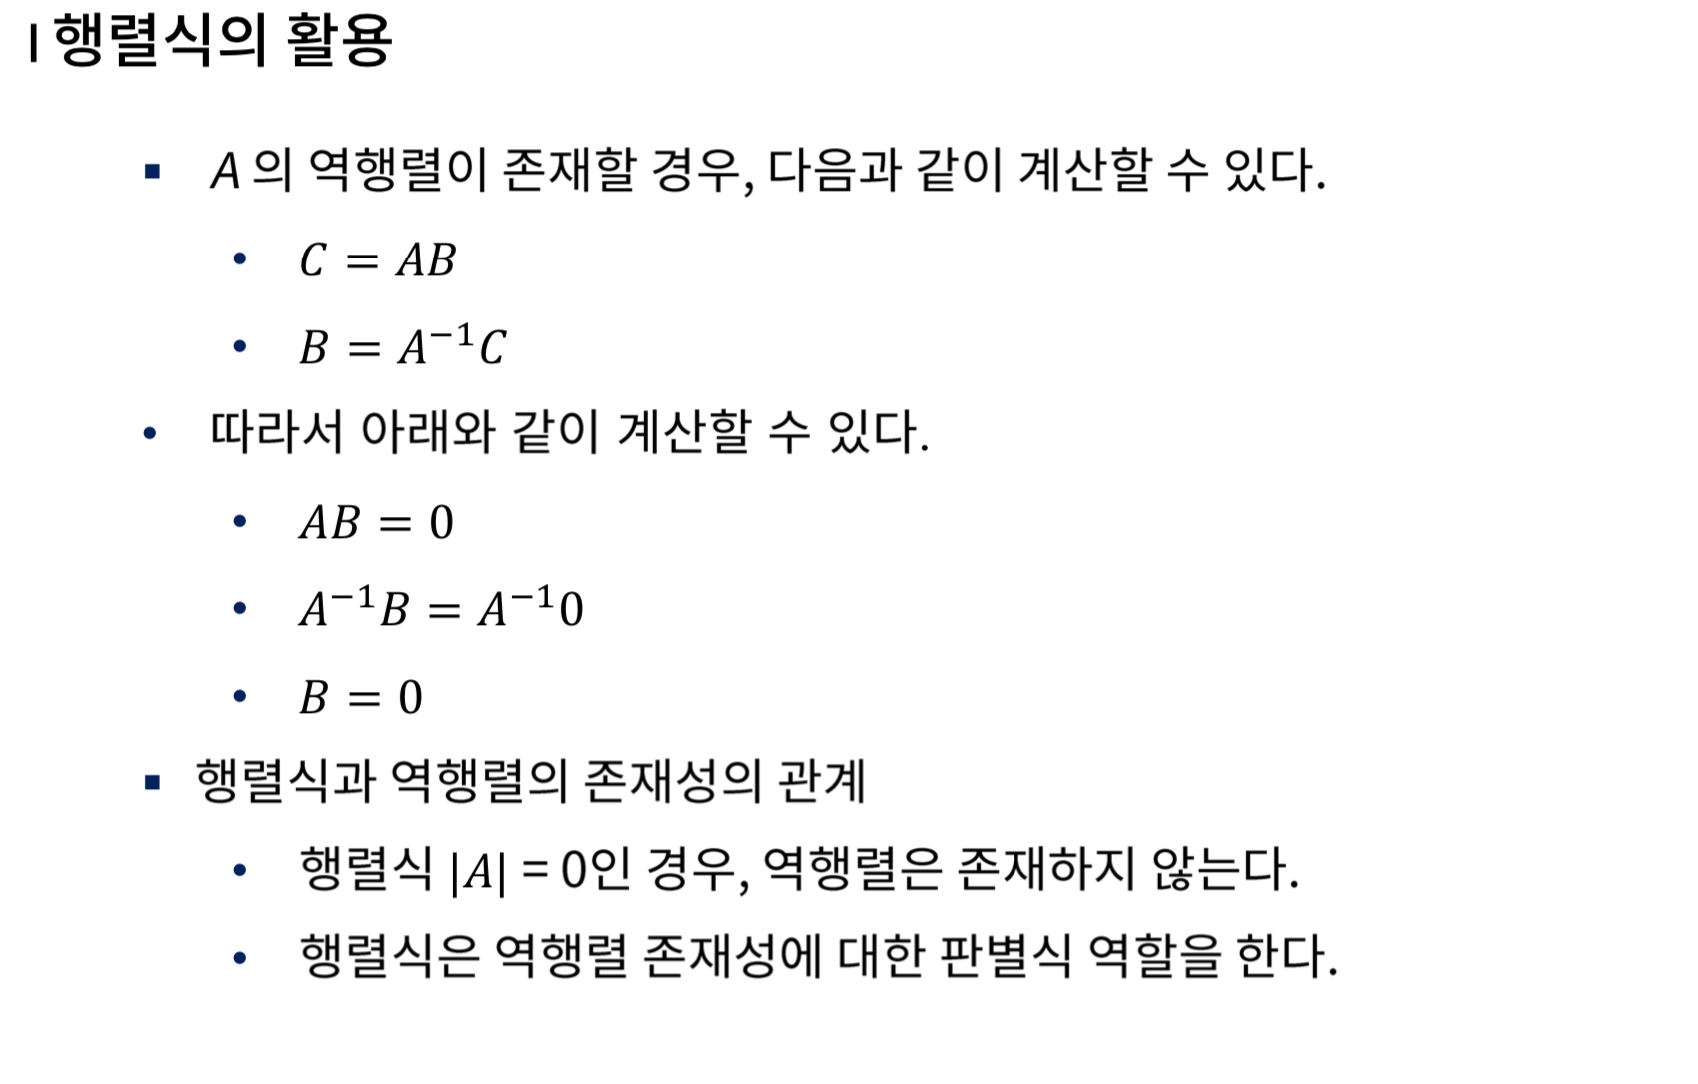 | 행렬식의 활용
▪ A 의 역행렬이 존재할 경우, 다음과 같이 계산할 수 있다.
• C = AB
• B = A⁻¹C
• 따라서 아래와 같이 계산할 수 있다.
• AB = 0
• A⁻¹B = A⁻¹0
• B = 0
▪ 행렬식과 역행렬의 존재성의 관계
• 행렬식 |A| = 0인 경우, 역행렬은 존재하지 않는다.
• 행렬식은 역행렬 존재성에 대한 판별식 역할을 한다.